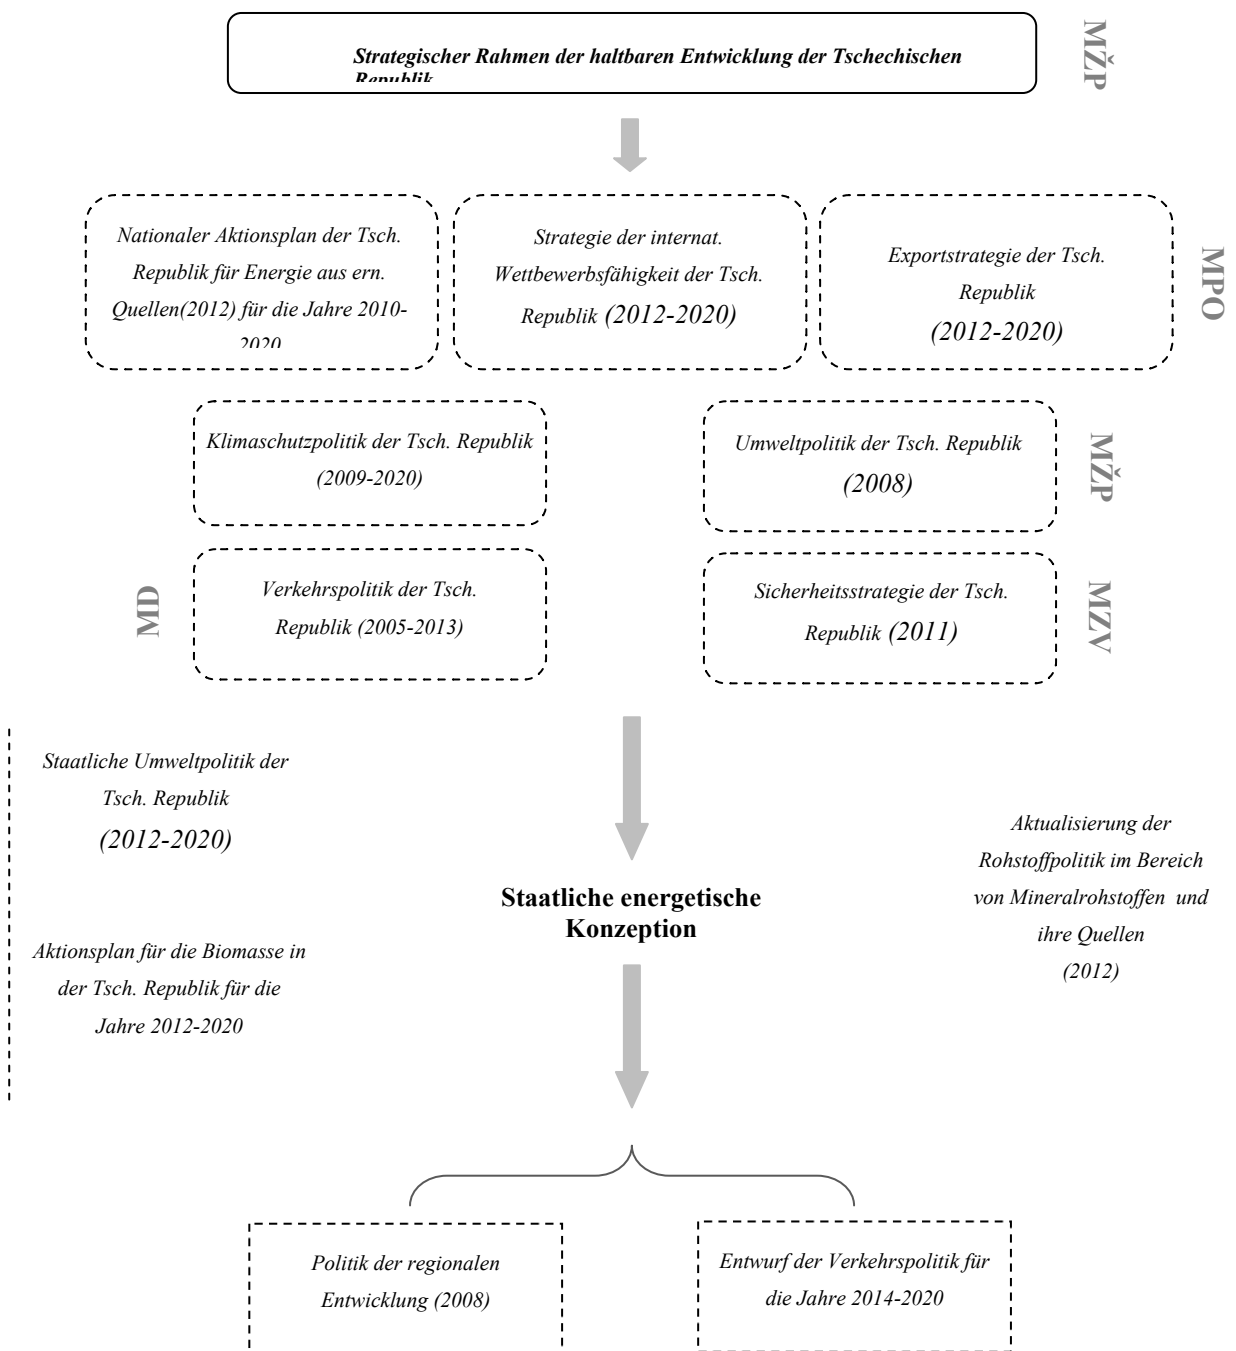 Strategischer Rahmen der haltbaren Entwicklung der Tschechischen
Republik
MŽP
Nationaler Aktionsplan der Tsch.
Republik für Energie aus ern.
Quellen(2012) für die Jahre 2010-
2020
Strategie der internat.
Wettbewerbsfähigkeit der Tsch.
Republik (2012-2020)
Exportstrategie der Tsch.
Republik
(2012-2020)
MPO
Klimaschutzpolitik der Tsch. Republik
(2009-2020)
Umweltpolitik der Tsch. Republik
(2008)
MŽP
MD
Verkehrspolitik der Tsch.
Republik (2005-2013)
Sicherheitsstrategie der Tsch.
Republik (2011)
MZV
Staatliche Umweltpolitik der
Tsch. Republik
(2012-2020)
Aktionsplan für die Biomasse in
der Tsch. Republik für die
Jahre 2012-2020
Staatliche energetische
Konzeption
Aktualisierung der
Rohstoffpolitik im Bereich
von Mineralrohstoffen und
ihre Quellen
(2012)
Politik der regionalen
Entwicklung (2008)
Entwurf der Verkehrspolitik für
die Jahre 2014-2020